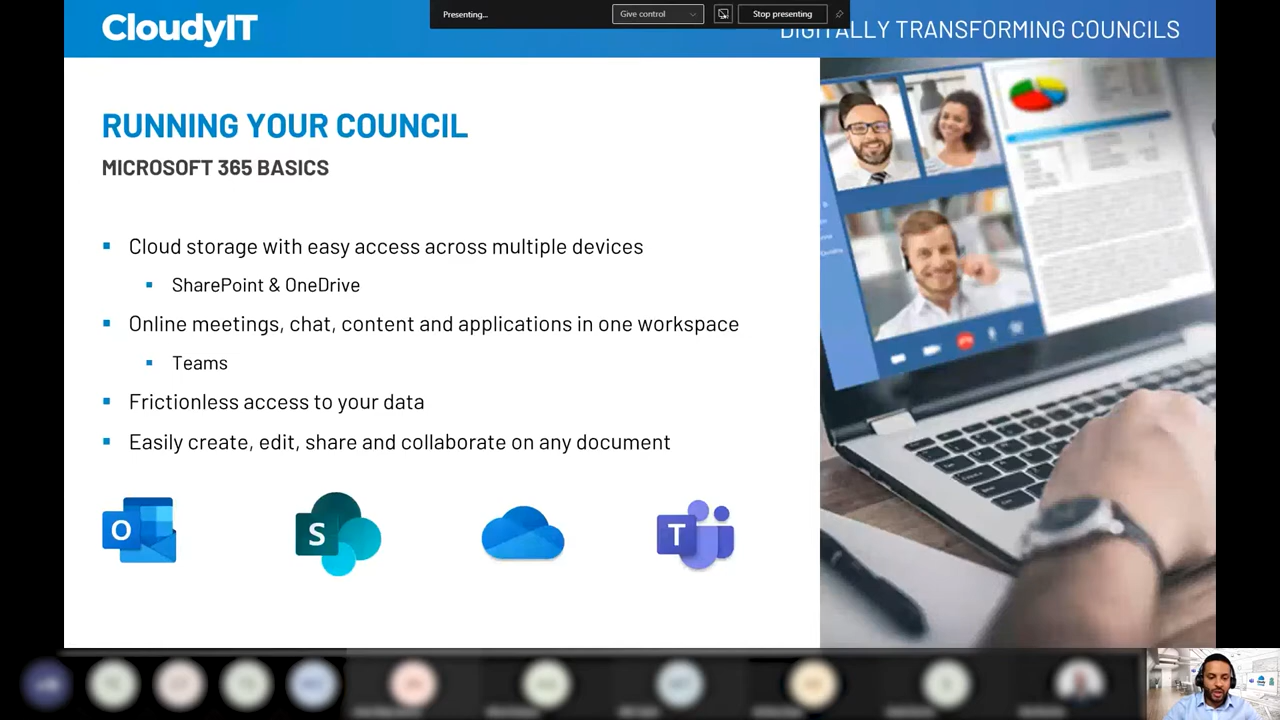 Presenting...
Give control
Stop presenting
CloudyIT
DIGITALLY TRANSFORMING COUNCILS
RUNNING YOUR COUNCIL
MICROSOFT 365 BASICS
Cloud storage with easy access across multiple devices
SharePoint & OneDrive
Online meetings, chat, content and applications in one workspace
Teams
Frictionless access to your data
Easily create, edit, share and collaborate on any document
O
S
T